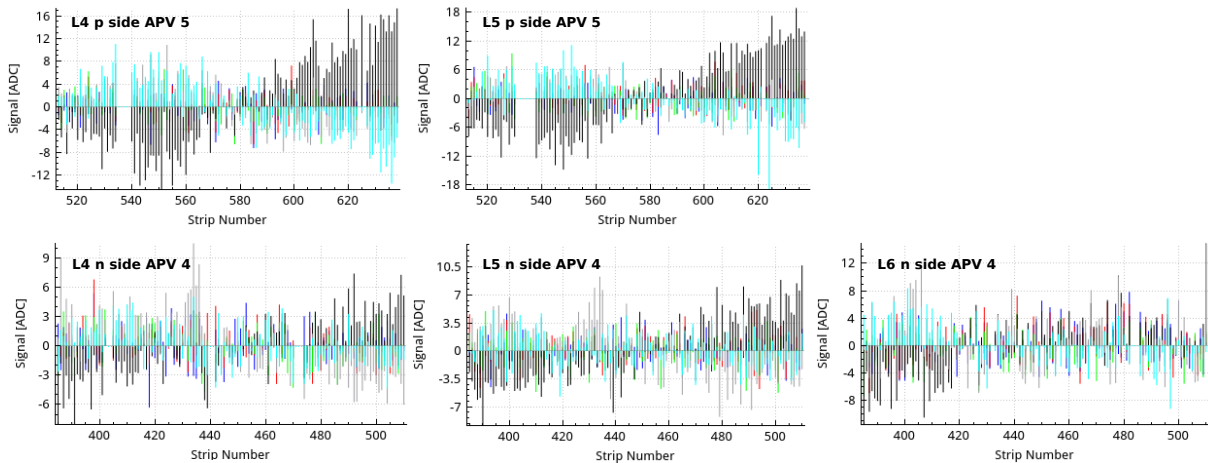 L4 p side APV 5
16
12
8
4
0
-4
-8
-12
Signal [ADC]
520 540 560 580 600 620
Strip Number
L5 p side APV 5
18
12
6
0
-6
-12
-18
Signal [ADC]
520 540 560 580 600 620
Strip Number
L4 n side APV 4
9
6
3
0
-3
-6
Signal [ADC]
400 420 440 460 480 500
Strip Number
L5 n side APV 4
10.5
7
3.5
0
-3.5
-7
Signal [ADC]
400 420 440 460 480 500
Strip Number
L6 n side APV 4
12
8
4
0
-4
-8
Signal [ADC]
400 420 440 460 480 500
Strip Number